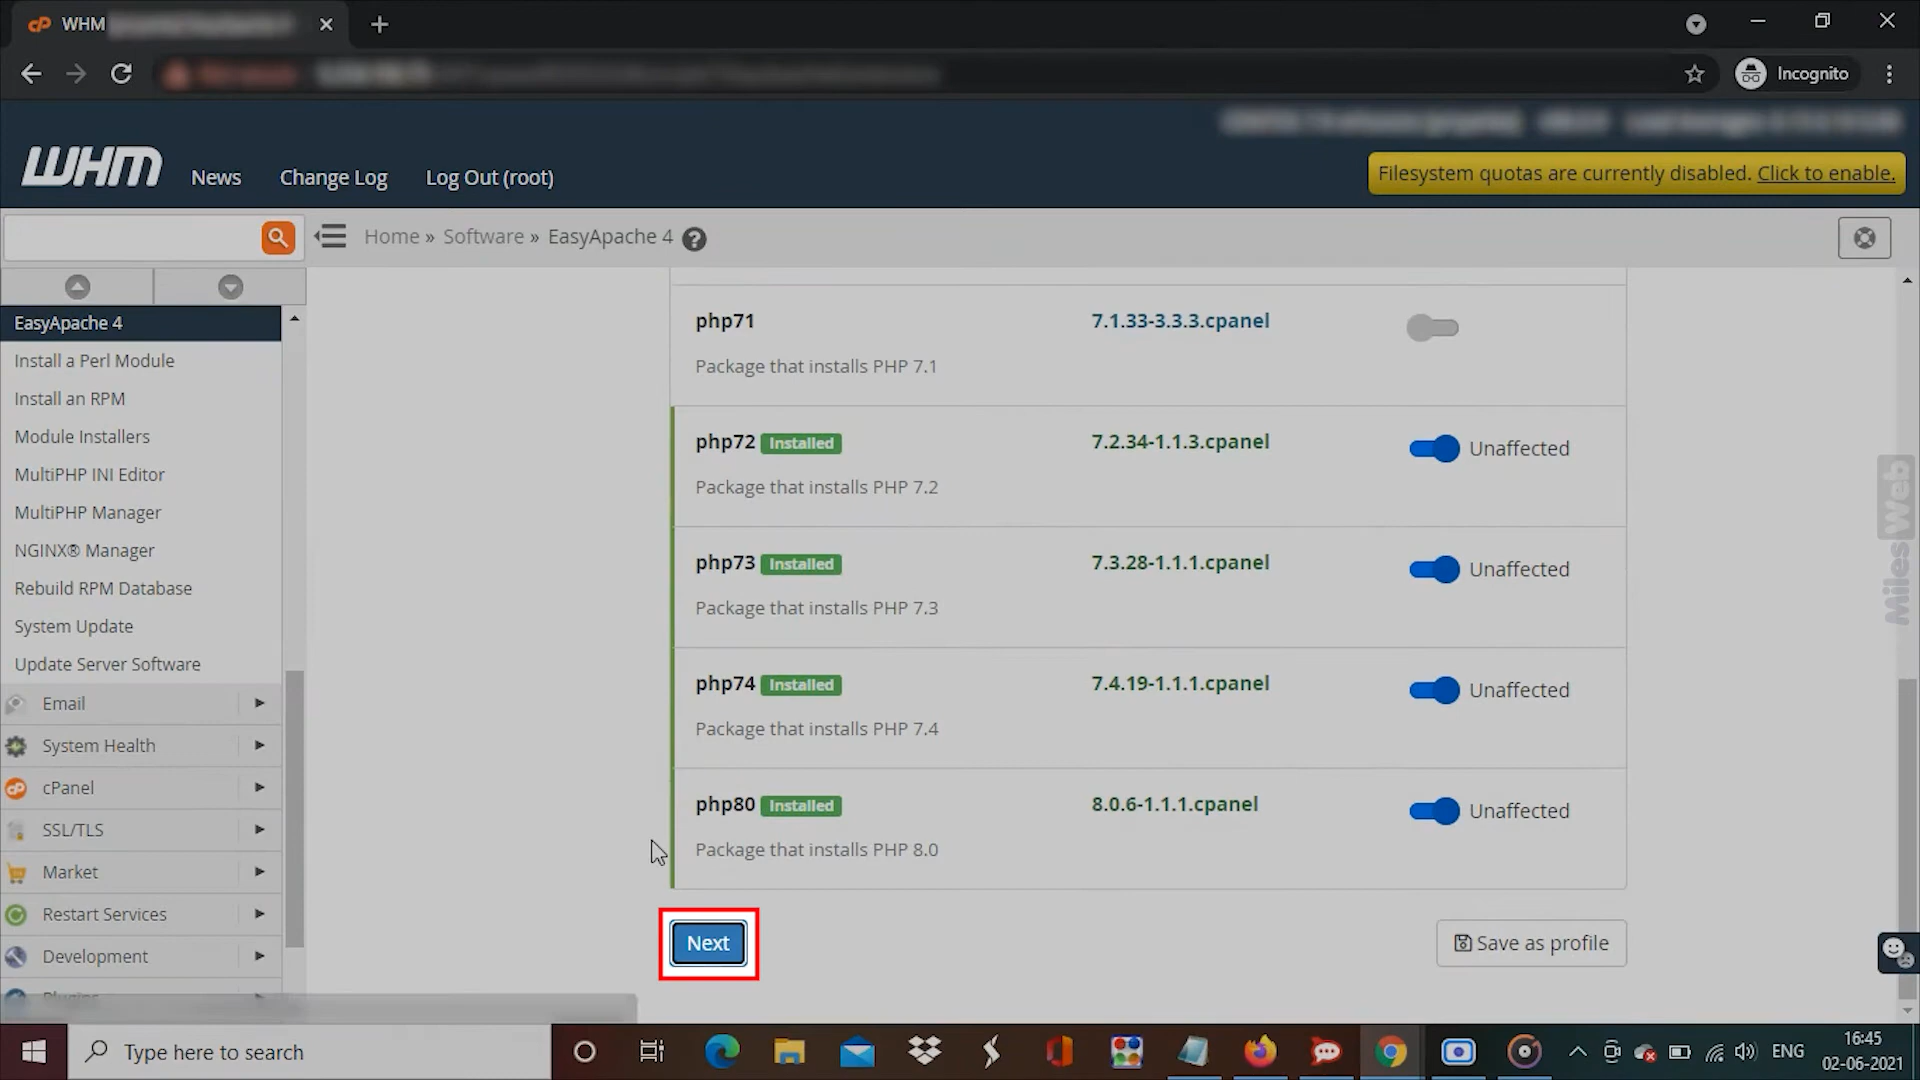 WHM
Incognito
WHM
News
Change Log
Log Out (root)
Filesystem quotas are currently disabled. Click to enable.
Home » Software » EasyApache 4
EasyApache 4
Install a Perl Module
Install an RPM
Module Installers
MultiPHP INI Editor
MultiPHP Manager
NGINX® Manager
Rebuild RPM Database
System Update
Update Server Software
Email
System Health
cPanel
SSL/TLS
Market
Restart Services
Development
php71
7.1.33-3.3.3.cpanel
Package that installs PHP 7.1
php72 Installed
7.2.34-1.1.3.cpanel
Unaffected
Package that installs PHP 7.2
php73 Installed
7.3.28-1.1.1.cpanel
Unaffected
Package that installs PHP 7.3
php74 Installed
7.4.19-1.1.1.cpanel
Unaffected
Package that installs PHP 7.4
php80 Installed
8.0.6-1.1.1.cpanel
Unaffected
Package that installs PHP 8.0
Next
Save as profile
MilesWeb
Type here to search
ENG
16:45
02-06-2021